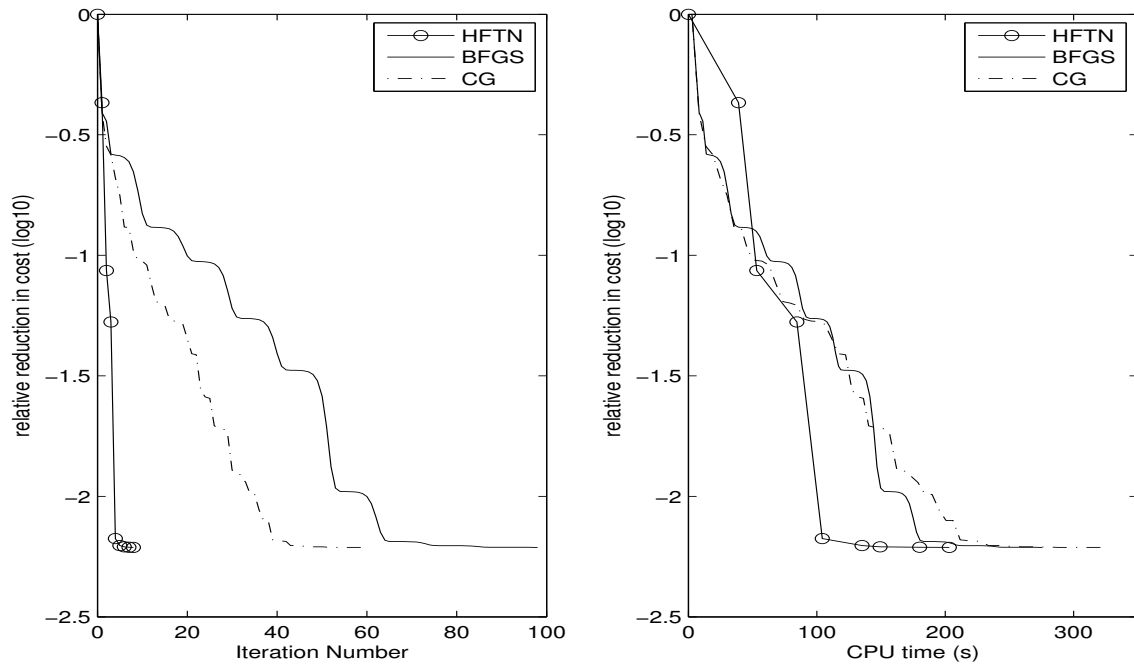 0
−0.5
−1
−1.5
−2
−2.5
relative reduction in cost (log10)
0
20
40
60
80
100
Iteration Number
HFTN
BFGS
CG
0
−0.5
−1
−1.5
−2
−2.5
relative reduction in cost (log10)
0
100
200
300
CPU time (s)
HFTN
BFGS
CG